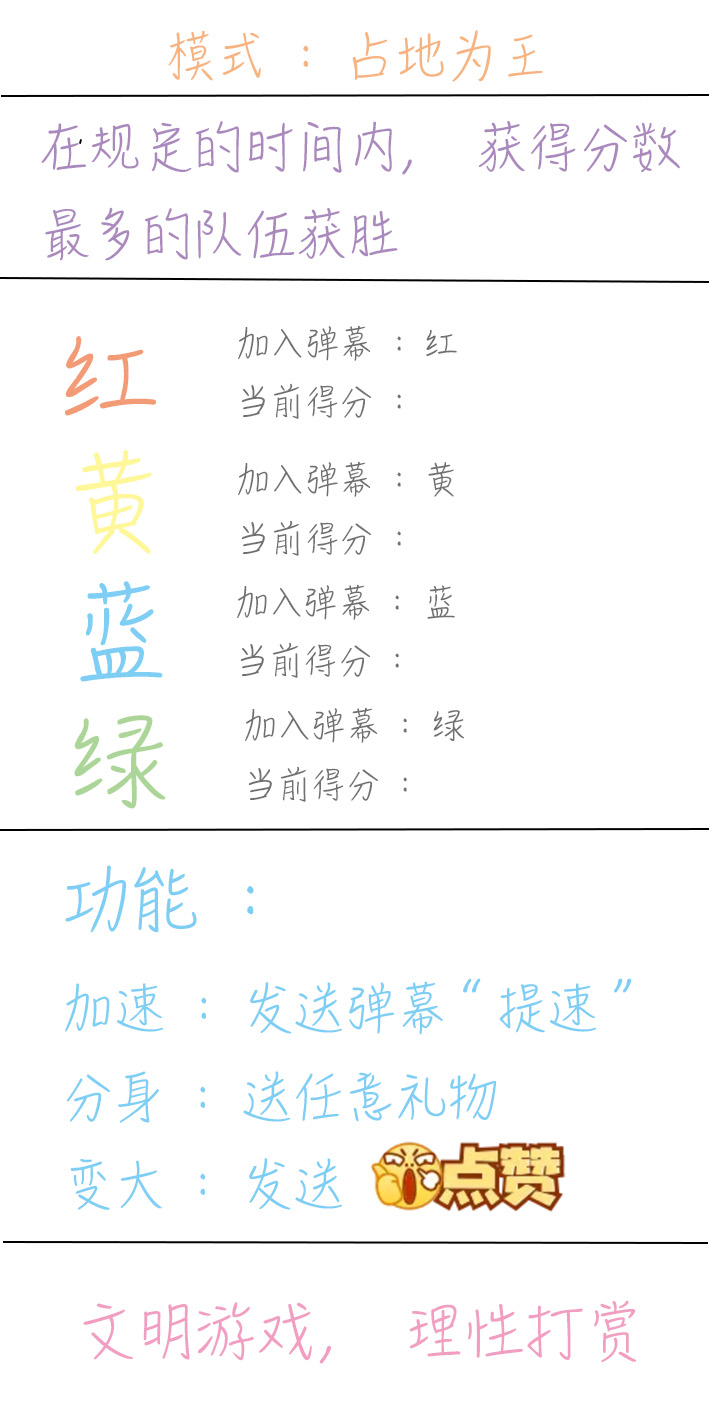 模式：占地为王
在规定的时间内，获得分数
最多的队伍获胜
红
加入弹幕：红
当前得分：
黄
加入弹幕：黄
当前得分：
蓝
加入弹幕：蓝
当前得分：
绿
加入弹幕：绿
当前得分：
功能：
加速：发送弹幕“提速”
分身：送任意礼物
变大：发送 点赞
文明游戏，理性打赏